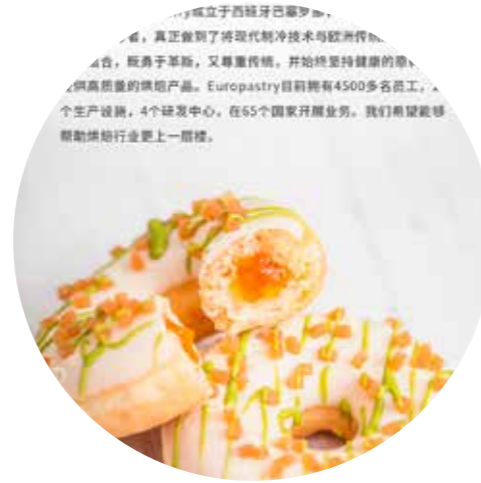 ry成立于西班牙巴塞罗那，
者，真正做到了将现代制冷技术与欧洲传统
合，既勇于革新，又尊重传统，并始终坚持健康的原
供高质量的烘焙产品。Europastry目前拥有4500多名员工，
个生产设施，4个研发中心，在65个国家开展业务。我们希望能够
帮助烘焙行业更上一层楼。